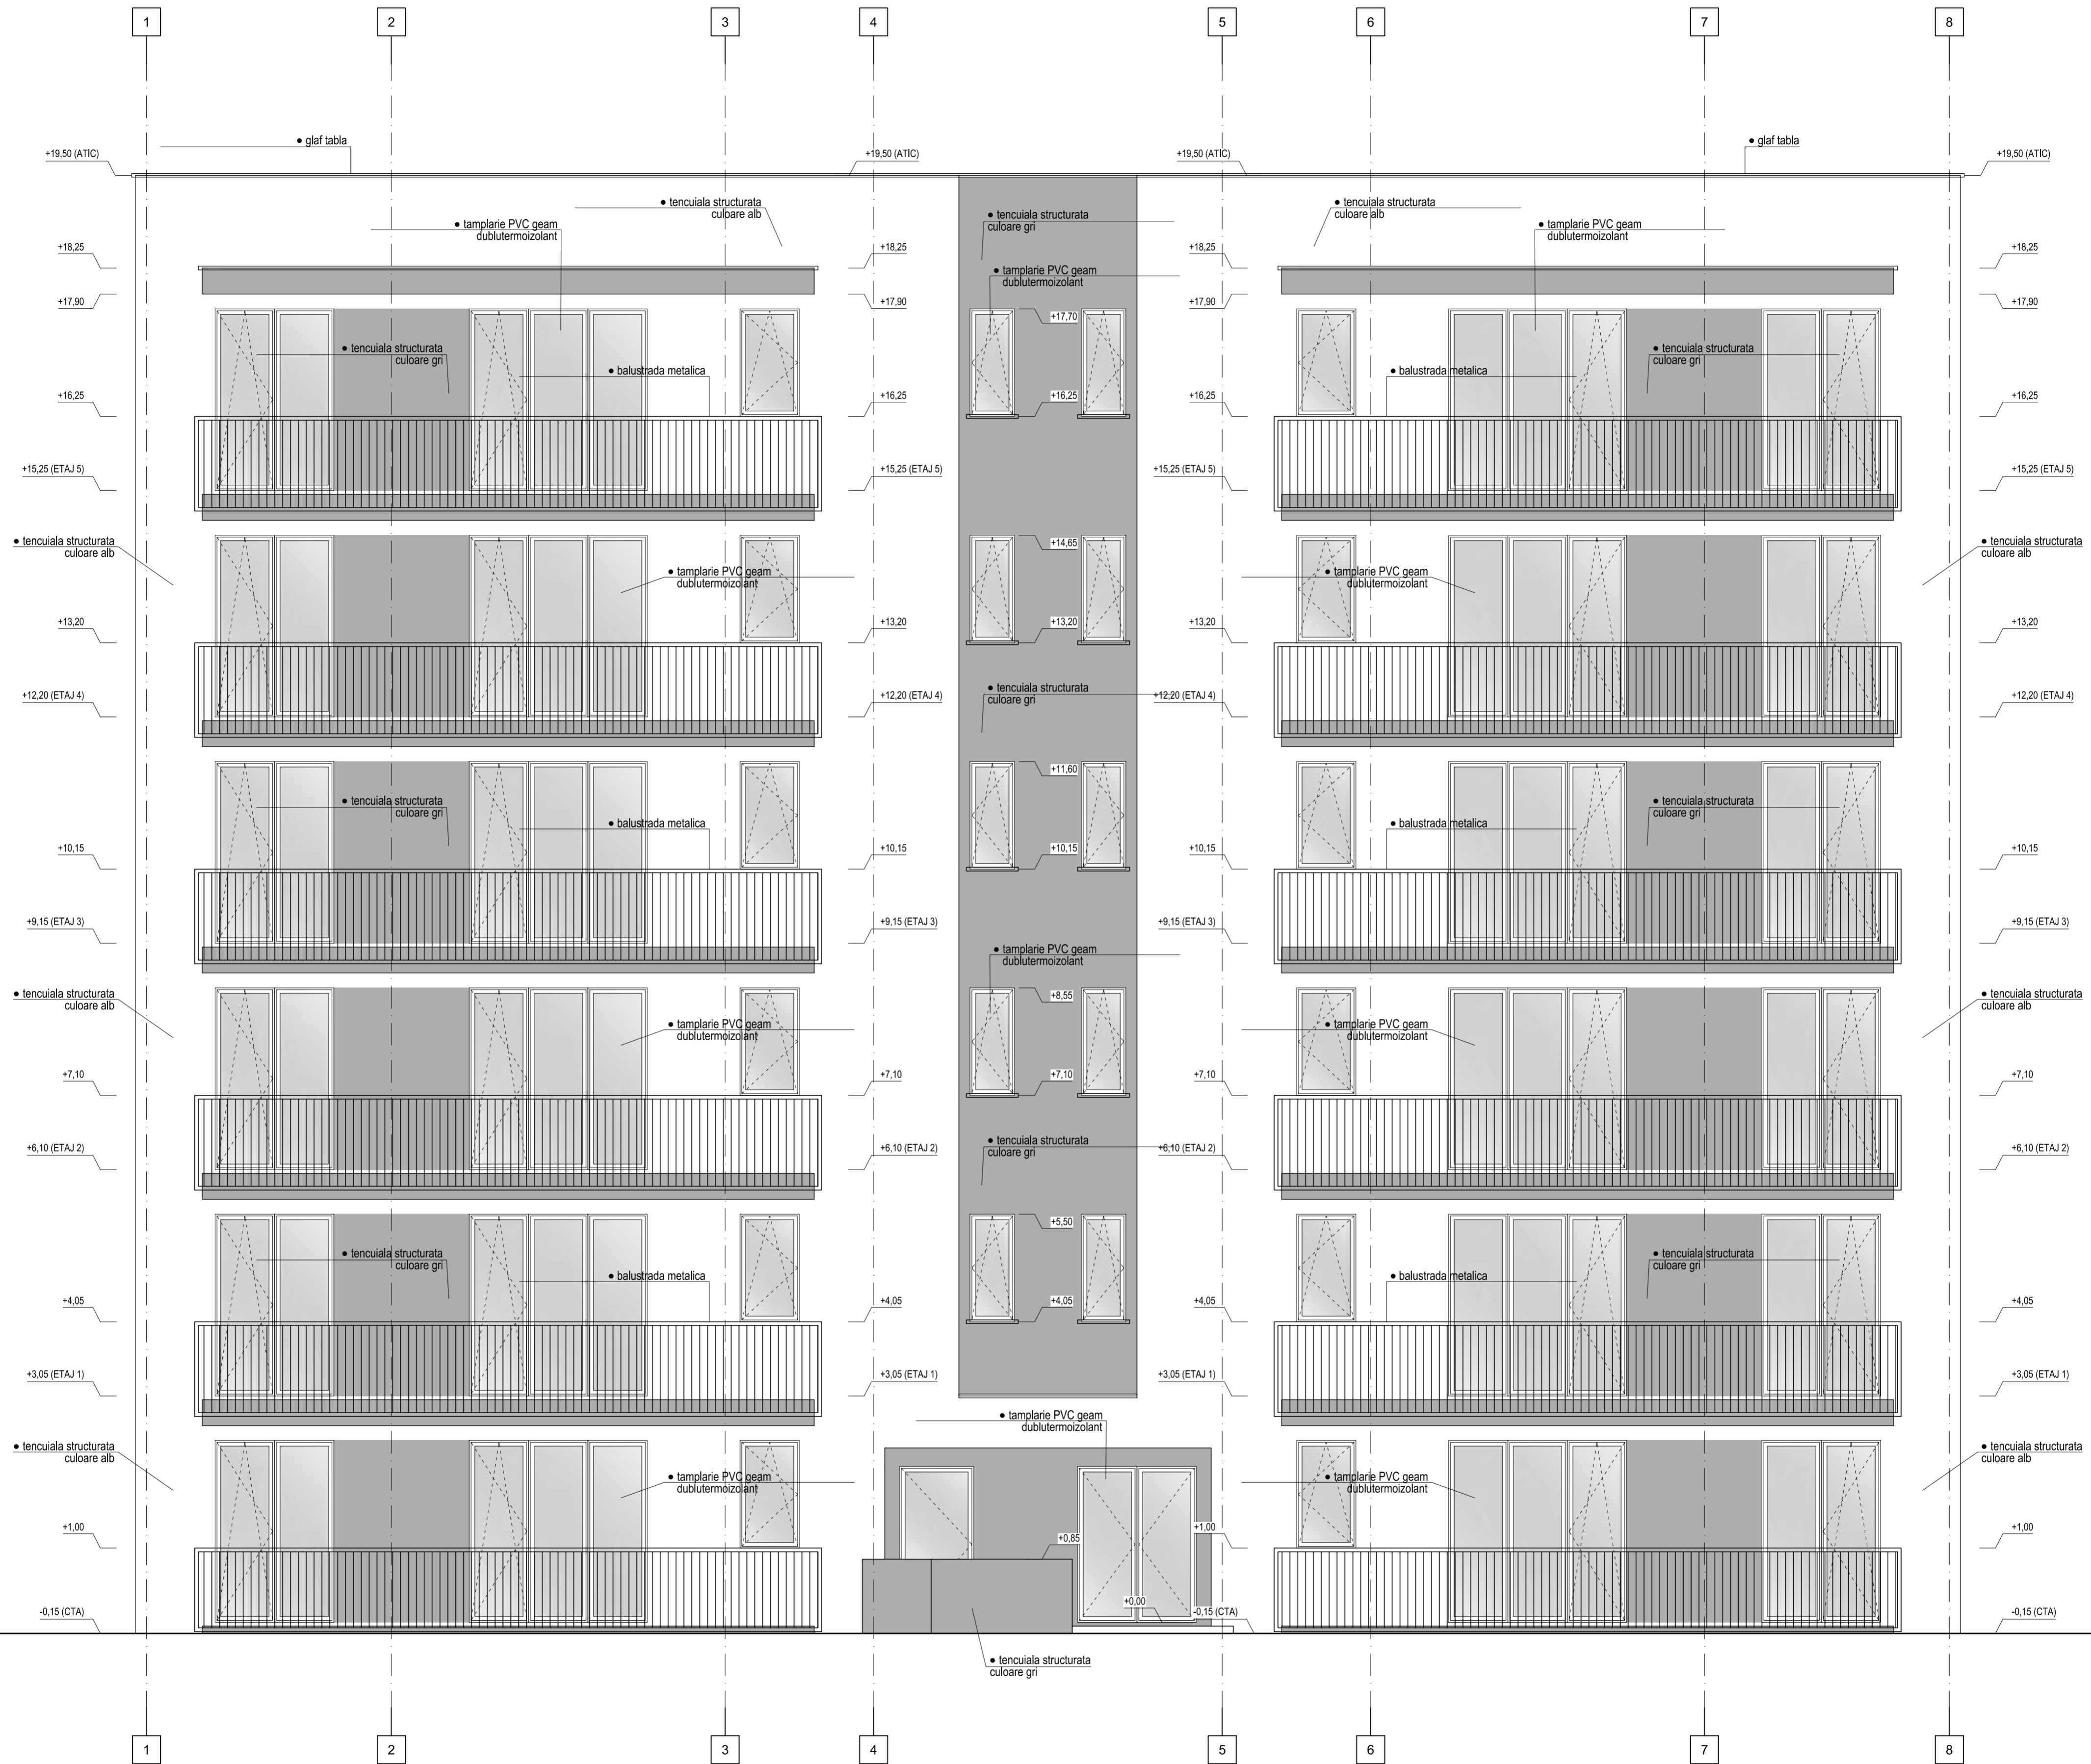 1 2 3 4 5 6 7 8
● glaf tabla
● glaf tabla
+19,50 (ATIC)
+19,50 (ATIC)
+19,50 (ATIC)
+19,50 (ATIC)
● tencuiala structurata
culoare alb
● tamplarie PVC geam
dublutermoizolant
● tencuiala structurata
culoare gri
● tencuiala structurata
culoare alb
● tamplarie PVC geam
dublutermoizolant
+18,25
+18,25
+18,25
+18,25
● tamplarie PVC geam
dublutermoizolant
+17,90
+17,90
+17,90
+17,90
+17,70
● tencuiala structurata
culoare gri
● tencuiala structurata
culoare gri
● balustrada metalica
● balustrada metalica
+16,25
+16,25
+16,25
+16,25
+16,25
+15,25 (ETAJ 5)
+15,25 (ETAJ 5)
+15,25 (ETAJ 5)
+15,25 (ETAJ 5)
● tencuiala structurata
culoare alb
+14,65
● tencuiala structurata
culoare alb
● tamplarie PVC geam
dublutermoizolant
● tamplarie PVC geam
dublutermoizolant
+13,20
+13,20
+13,20
+13,20
+13,20
● tencuiala structurata
culoare gri
+12,20 (ETAJ 4)
+12,20 (ETAJ 4)
+12,20 (ETAJ 4)
+12,20 (ETAJ 4)
+11,60
● tencuiala structurata
culoare gri
● tencuiala structurata
culoare gri
● balustrada metalica
● balustrada metalica
+10,15
+10,15
+10,15
+10,15
+10,15
+9,15 (ETAJ 3)
+9,15 (ETAJ 3)
+9,15 (ETAJ 3)
+9,15 (ETAJ 3)
● tamplarie PVC geam
dublutermoizolant
● tencuiala structurata
culoare alb
+8,55
● tencuiala structurata
culoare alb
● tamplarie PVC geam
dublutermoizolant
● tamplarie PVC geam
dublutermoizolant
+7,10
+7,10
+7,10
+7,10
+7,10
● tencuiala structurata
culoare gri
+6,10 (ETAJ 2)
+6,10 (ETAJ 2)
+6,10 (ETAJ 2)
+6,10 (ETAJ 2)
+5,50
● tencuiala structurata
culoare gri
● tencuiala structurata
culoare gri
● balustrada metalica
● balustrada metalica
+4,05
+4,05
+4,05
+4,05
+4,05
+3,05 (ETAJ 1)
+3,05 (ETAJ 1)
+3,05 (ETAJ 1)
+3,05 (ETAJ 1)
● tamplarie PVC geam
dublutermoizolant
● tencuiala structurata
culoare alb
● tencuiala structurata
culoare alb
● tamplarie PVC geam
dublutermoizolant
● tamplarie PVC geam
dublutermoizolant
+1,00
+0,85
+1,00
+1,00
+0,00
-0,15 (CTA)
-0,15 (CTA)
-0,15 (CTA)
● tencuiala structurata
culoare gri
1 2 3 4 5 6 7 8